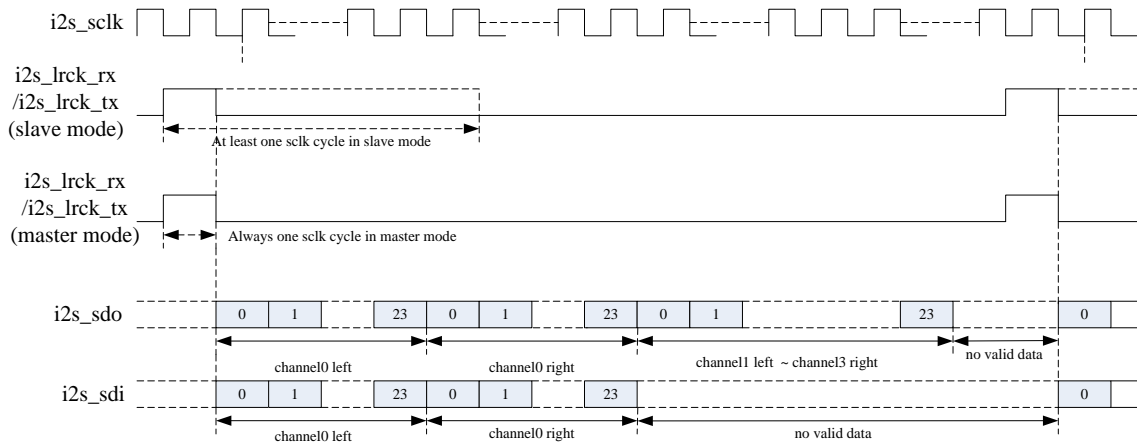 i2s_sclk
i2s_lrck_rx
/i2s_lrck_tx
(slave mode)
At least one sclk cycle in slave mode
i2s_lrck_rx
/i2s_lrck_tx
(master mode)
Always one sclk cycle in master mode
i2s_sdo
0 1 23 0 1 23 0 1 23 0
channel0 left channel0 right channel1 left ~ channel3 right no valid data
i2s_sdi
0 1 23 0 1 23 0
channel0 left channel0 right no valid data